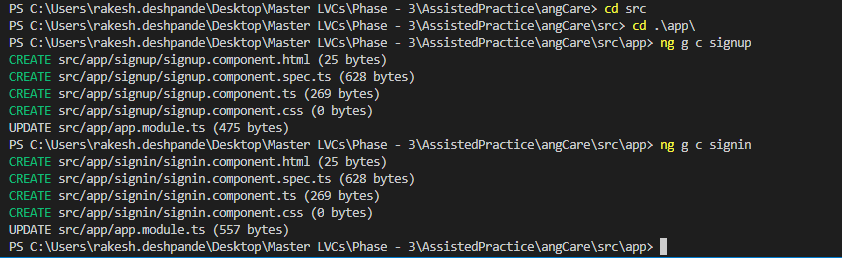 PS C:\Users\rakesh.deshpande\Desktop\Master LVCs\Phase - 3\AssistedPractice\angCare> cd src
PS C:\Users\rakesh.deshpande\Desktop\Master LVCs\Phase - 3\AssistedPractice\angCare\src> cd .\app\
PS C:\Users\rakesh.deshpande\Desktop\Master LVCs\Phase - 3\AssistedPractice\angCare\src\app> ng g c signup
CREATE src/app/signup/signup.component.html (25 bytes)
CREATE src/app/signup/signup.component.spec.ts (628 bytes)
CREATE src/app/signup/signup.component.ts (269 bytes)
CREATE src/app/signup/signup.component.css (0 bytes)
UPDATE src/app/app.module.ts (475 bytes)
PS C:\Users\rakesh.deshpande\Desktop\Master LVCs\Phase - 3\AssistedPractice\angCare\src\app> ng g c signin
CREATE src/app/signin/signin.component.html (25 bytes)
CREATE src/app/signin/signin.component.spec.ts (628 bytes)
CREATE src/app/signin/signin.component.ts (269 bytes)
CREATE src/app/signin/signin.component.css (0 bytes)
UPDATE src/app/app.module.ts (557 bytes)
PS C:\Users\rakesh.deshpande\Desktop\Master LVCs\Phase - 3\AssistedPractice\angCare\src\app>